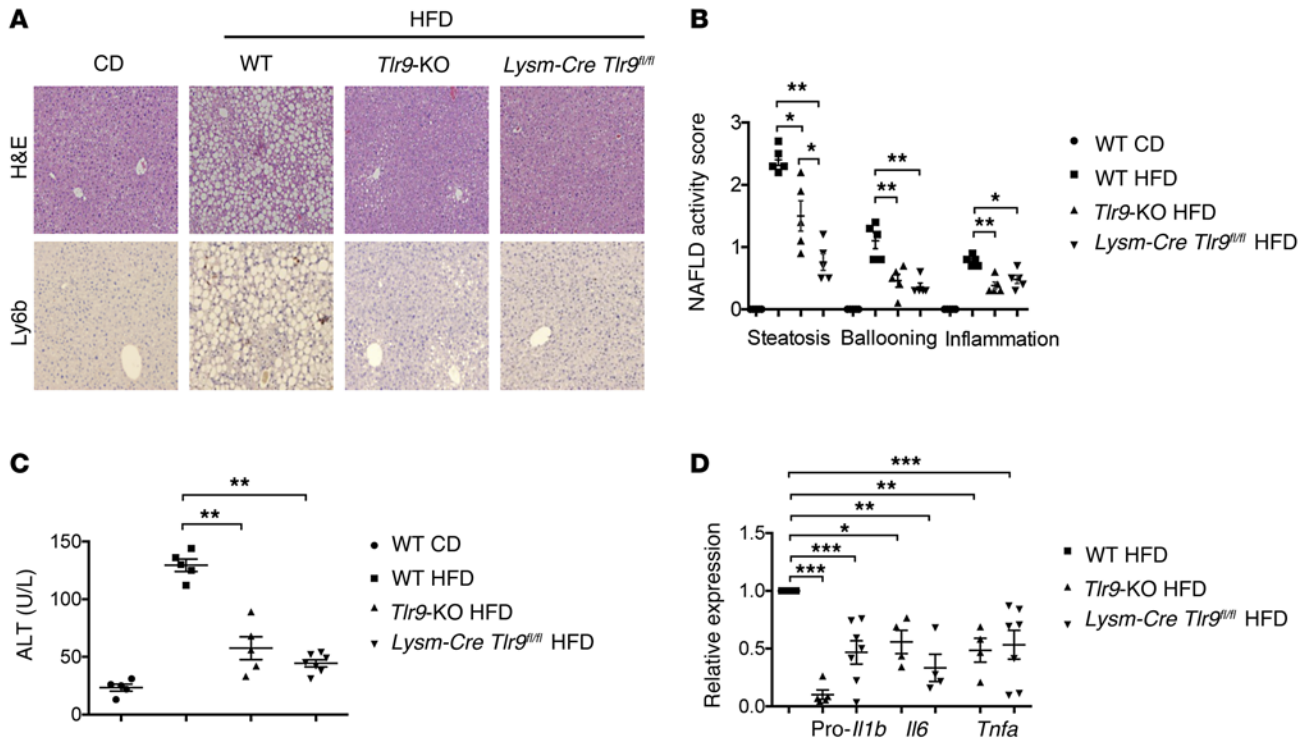 A
HFD
CD WT Tlr9-KO Lysm-Cre Tlr9fl/fl
H&E
Ly6b
B
NAFLD activity score
3
2
1
0
** * * ** ** * **
Steatosis Ballooning Inflammation
WT CD
WT HFD
Tlr9-KO HFD
Lysm-Cre Tlr9fl/fl HFD
C
ALT (U/L)
150
100
50
0
**
**
WT CD
WT HFD
Tlr9-KO HFD
Lysm-Cre Tlr9fl/fl HFD
D
Relative expression
1.5
1.0
0.5
0.0
***
**
**
*
***
***
Pro-Il1b Il6 Tnfa
WT HFD
Tlr9-KO HFD
Lysm-Cre Tlr9fl/fl HFD